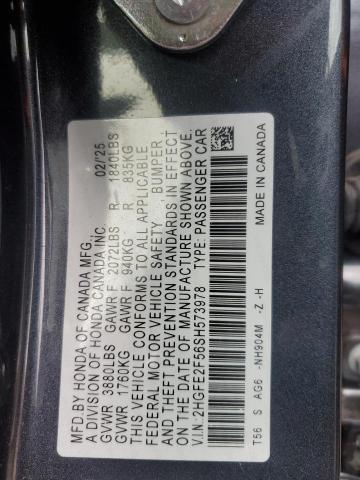 MFD.BY HONDA OF CANADA MFG., 02/'25
A DIVISION OF HONDA CANADA INC.
GVWR 3880LBS GAWR F 2072LBS R 1840LBS
GVWR 1760KG GAWR F 940KG R 835KG
THIS VEHICLE CONFORMS TO ALL APPLICABLE
FEDERAL MOTOR VEHICLE SAFETY BUMPER
AND THEFT PREVENTION STANDARDS IN EFFECT
ON THE DATE OF MANUFACTURE SHOWN ABOVE.
V.I.N:2HGFE2F56SH573978 TYPE: PASSENGER CAR
T56 S AG6 -NH904M -Z -H MADE IN CANADA